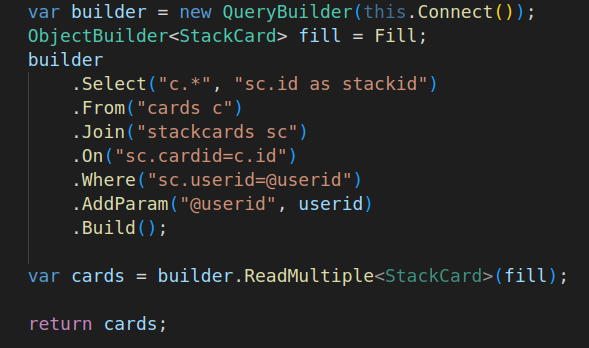 var builder = new QueryBuilder(this.Connect());
ObjectBuilder<StackCard> fill = Fill;
builder
.Select("c.*", "sc.id as stackid")
.From("cards c")
.Join("stackcards sc")
.On("sc.cardid=c.id")
.Where("sc.userid=@userid")
.AddParam("@userid", userid)
.Build();
var cards = builder.ReadMultiple<StackCard>(fill);
return cards;